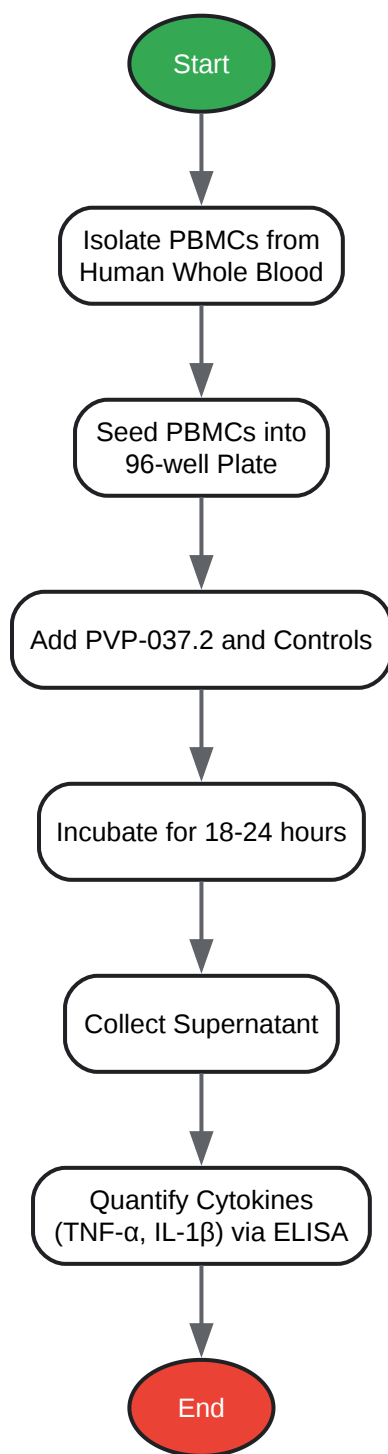 Start
Isolate PBMCs from
Human Whole Blood
Seed PBMCs into
96-well Plate
Add PVP-037.2 and Controls
Incubate for 18-24 hours
Collect Supernatant
Quantify Cytokines
(TNF-α, IL-1β) via ELISA
End